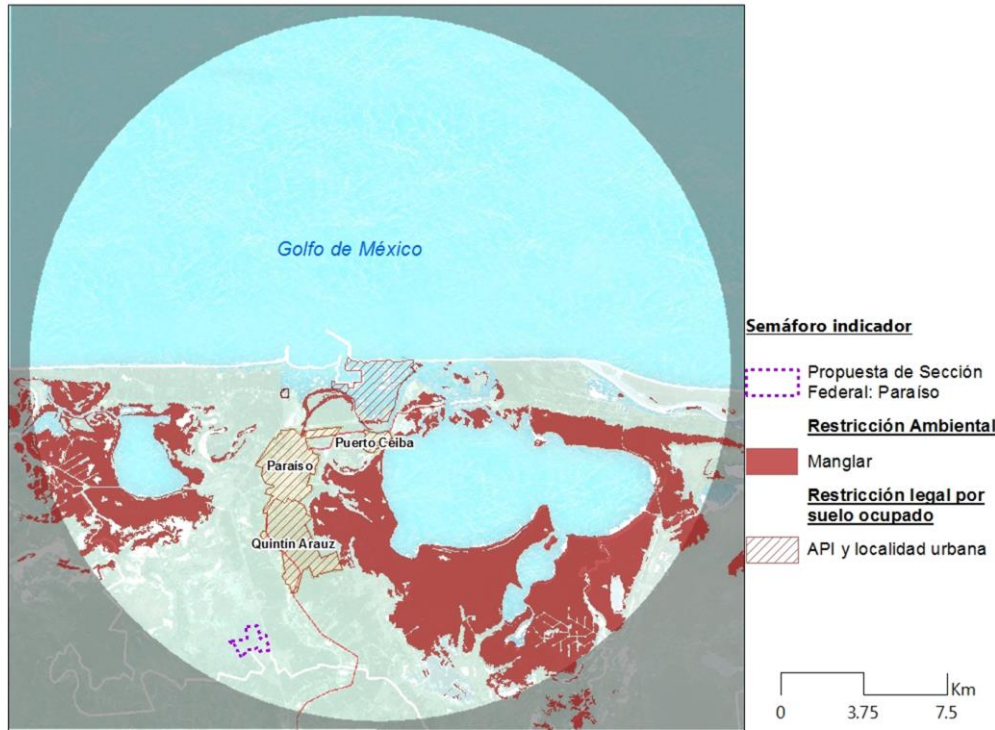 Golfo de México
Puerto Ceiba
Paraíso
Quintín Arauz
Semáforo indicador
Propuesta de Sección
Federal: Paraíso
Restricción Ambiental
Manglar
Restricción legal por
suelo ocupado
API y localidad urbana
Km
0 3.75 7.5